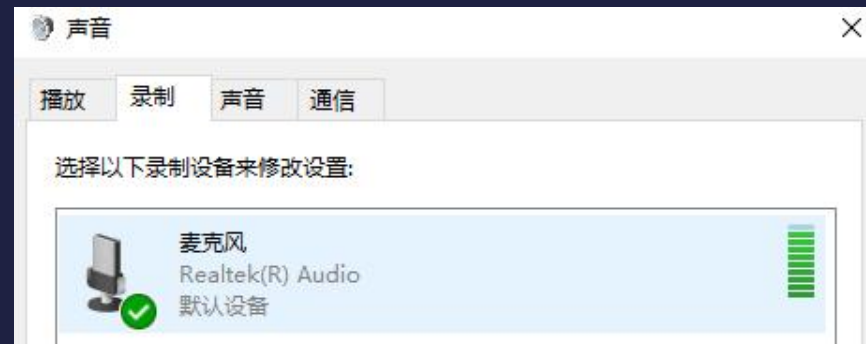 声音
播放 录制 声音 通信
选择以下录制设备来修改设置:
麦克风
Realtek(R) Audio
默认设备